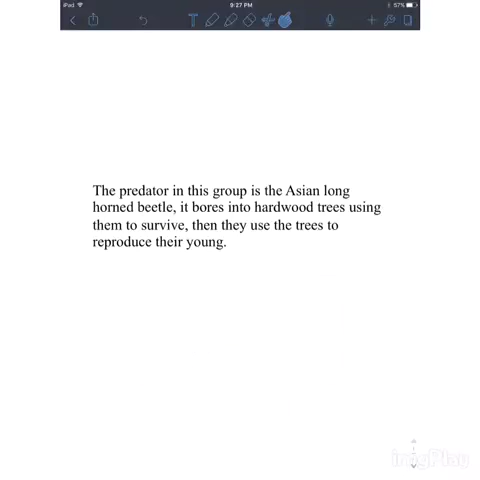 iPad 9:27 PM 57%
T
The predator in this group is the Asian long
horned beetle, it bores into hardwood trees using
them to survive, then they use the trees to
reproduce their young.